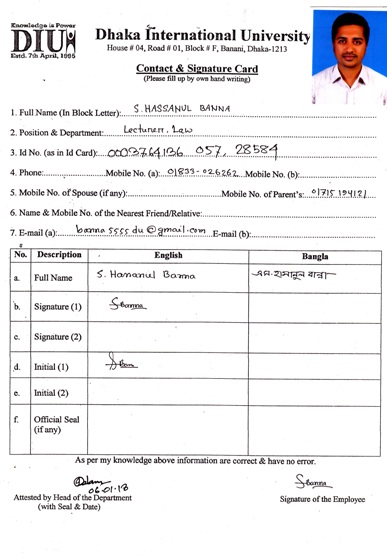 Knowledge is Power
DIU
Estd. 7th April, 1995
Dhaka International University
House # 04, Road # 01, Block # F, Banani, Dhaka-1213
Contact & Signature Card
(Please fill up by own hand writing)
1. Full Name (In Block Letter): S. HASSANUL BANNA
2. Position & Department: Lecturer, Law
3. Id No. (as in Id Card): 0003764136 057, 28584
4. Phone: Mobile No. (a): 01833-026262 Mobile No. (b):
5. Mobile No. of Spouse (if any): Mobile No. of Parent's: 01715194121
6. Name & Mobile No. of the Nearest Friend/Relative:
7. E-mail (a): banna5555du@gmail.com E-mail (b):
No. Description English Bangla
a. Full Name S. Hassanul Banna এস. হাসানুল বান্না
b. Signature (1) Sbanna
c. Signature (2)
d. Initial (1) Sban
e. Initial (2)
f. Official Seal (if any)
As per my knowledge above information are correct & have no error.
06-01-18 Sbanna
Attested by Head of the Department Signature of the Employee
(with Seal & Date)